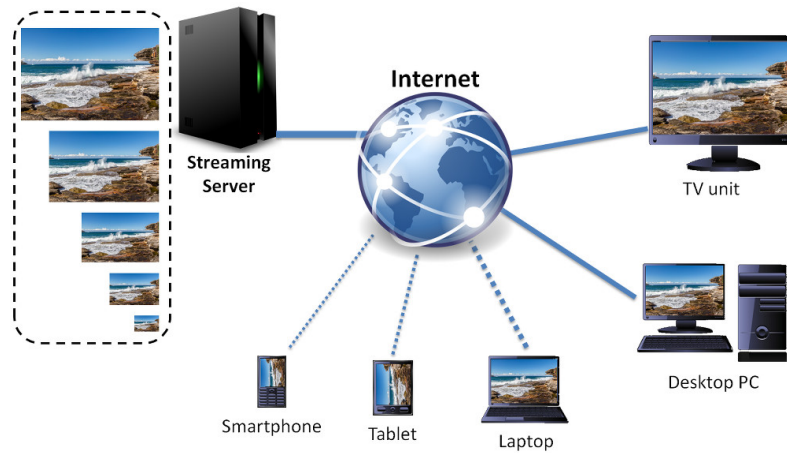 Internet
Streaming
Server
TV unit
Desktop PC
Smartphone
Tablet
Laptop